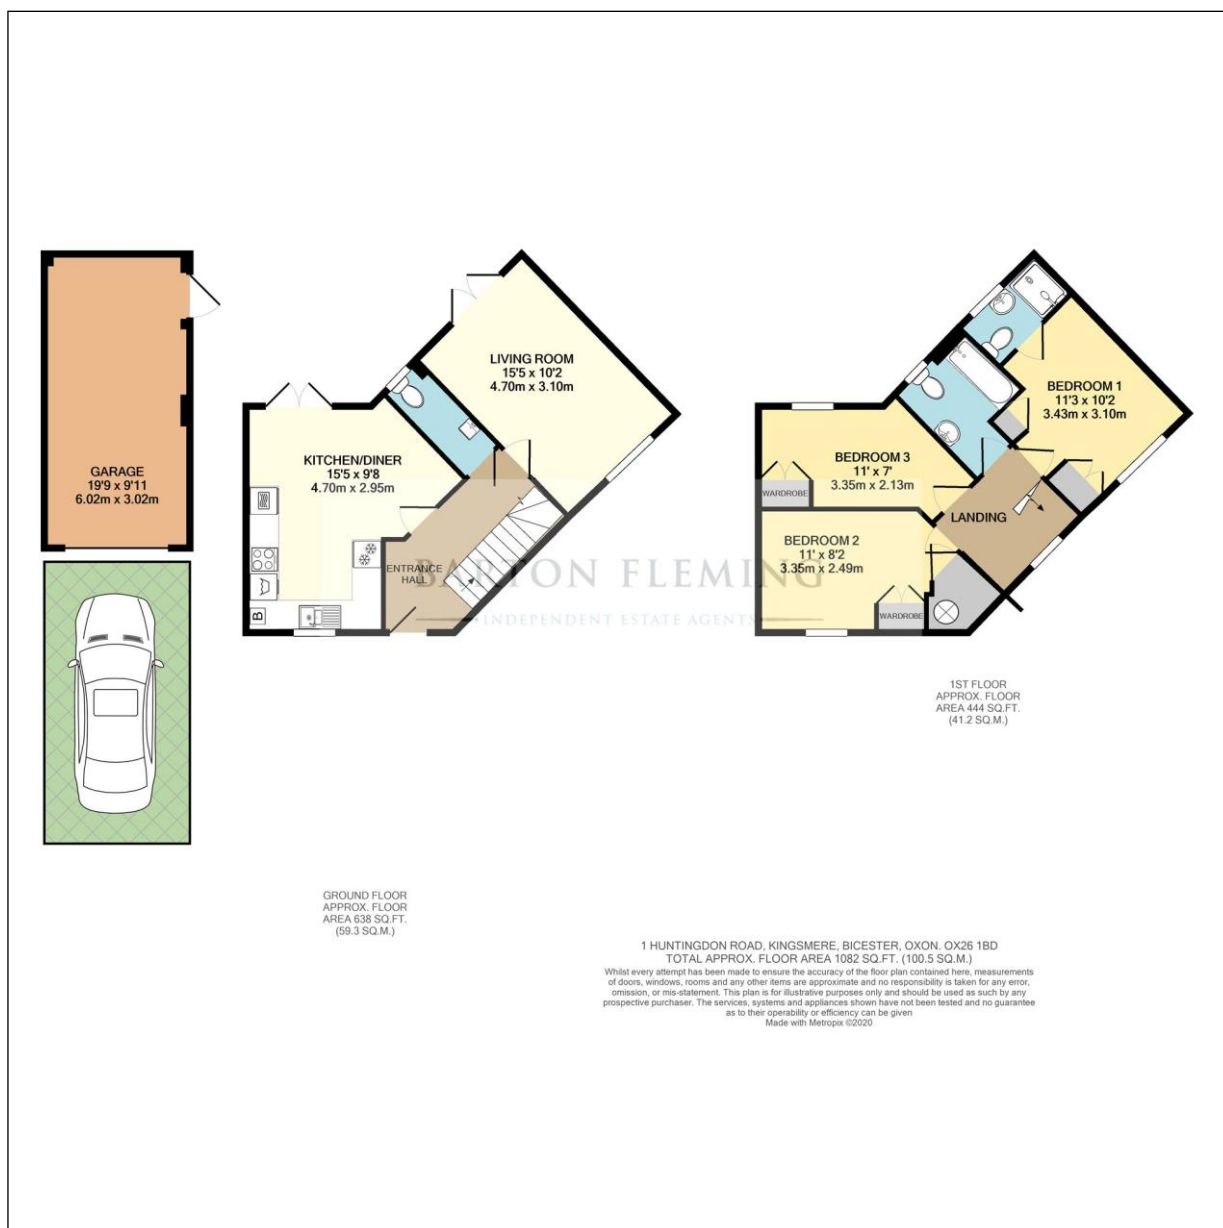 GARAGE
19'9 x 9'11
6.02m x 3.02m
LIVING ROOM
15'5 x 10'2
4.70m x 3.10m
KITCHEN/DINER
15'5 x 9'8
4.70m x 2.95m
ENTRANCE
HALL
B
BEDROOM 1
11'3 x 10'2
3.43m x 3.10m
BEDROOM 3
11' x 7'
3.35m x 2.13m
WARDROBE
LANDING
BEDROOM 2
11' x 8'2
3.35m x 2.49m
WARDROBE
BARTON FLEMING
INDEPENDENT ESTATE AGENTS
1ST FLOOR
APPROX. FLOOR
AREA 444 SQ.FT.
(41.2 SQ.M.)
GROUND FLOOR
APPROX. FLOOR
AREA 638 SQ.FT.
(59.3 SQ.M.)
1 HUNTINGDON ROAD, KINGSMERE, BICESTER, OXON. OX26 1BD
TOTAL APPROX. FLOOR AREA 1082 SQ.FT. (100.5 SQ.M.)
Whilst every attempt has been made to ensure the accuracy of the floor plan contained here, measurements
of doors, windows, rooms and any other items are approximate and no responsibility is taken for any error,
omission, or mis-statement. This plan is for illustrative purposes only and should be used as such by any
prospective purchaser. The services, systems and appliances shown have not been tested and no guarantee
as to their operability or efficiency can be given
Made with Metropix ©2020